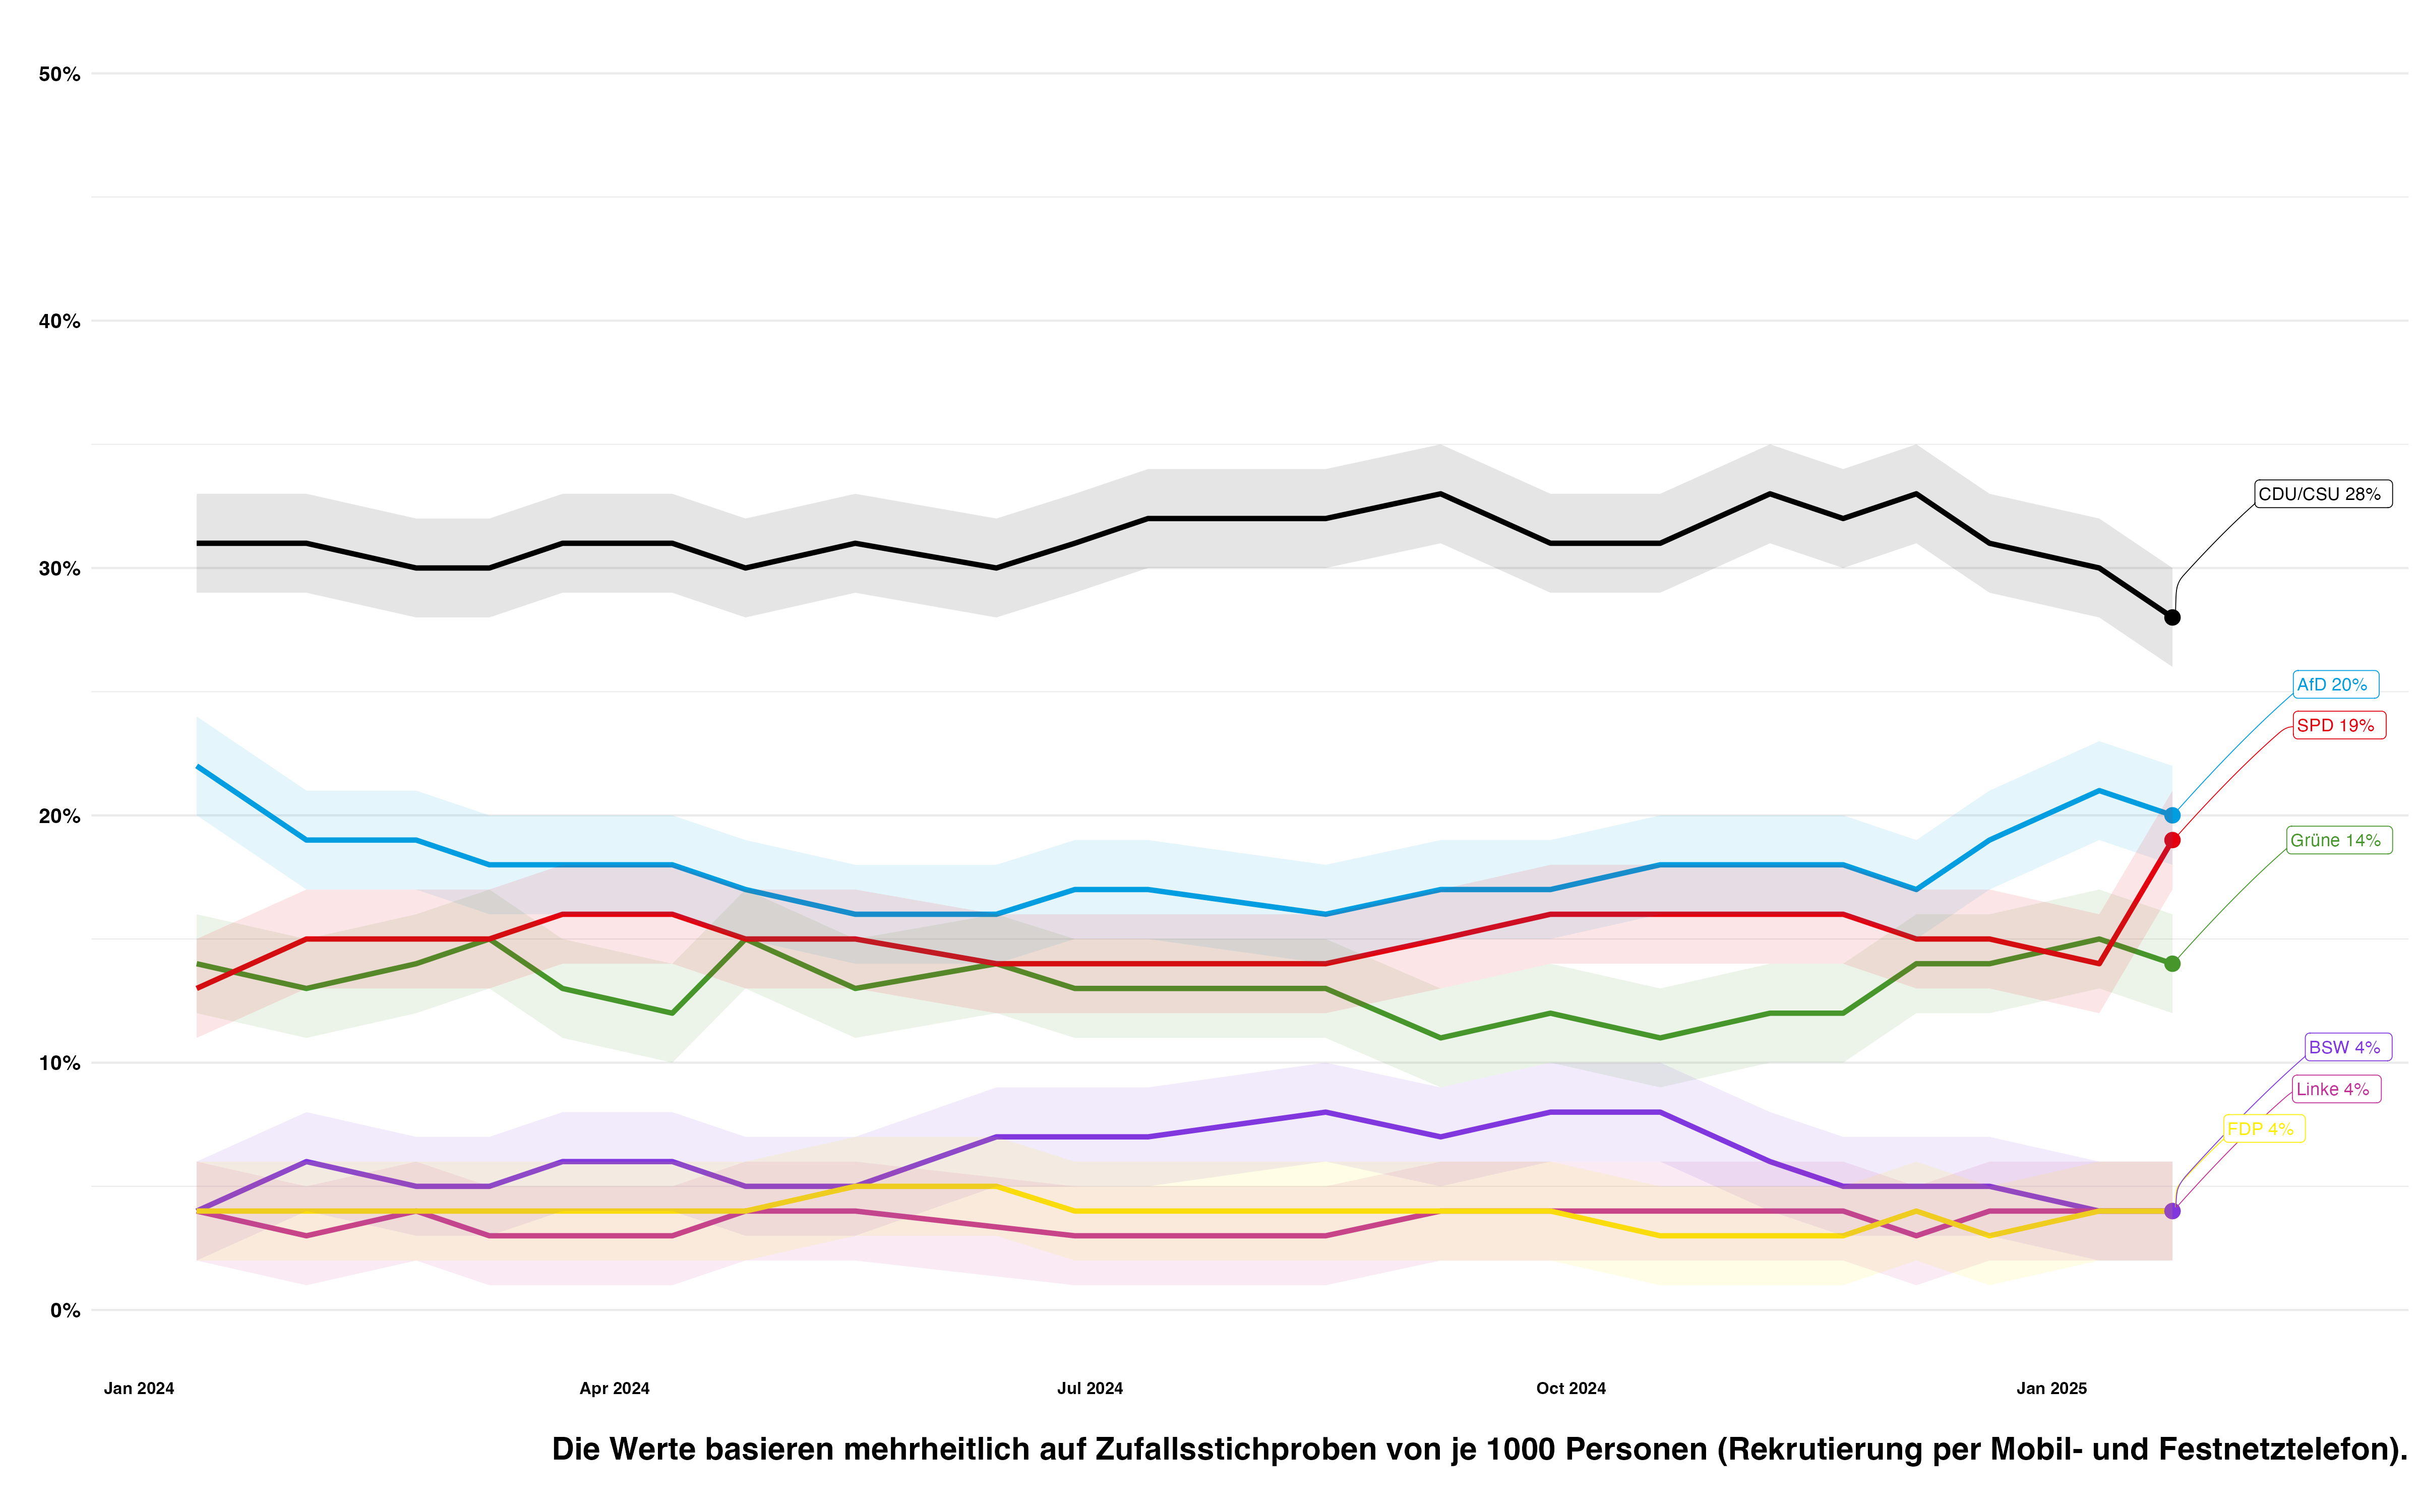 50%
40%
30%
20%
10%
0%
CDU/CSU 28%
AfD 20%
SPD 19%
Grüne 14%
BSW 4%
Linke 4%
FDP 4%
Jan 2024
Apr 2024
Jul 2024
Oct 2024
Jan 2025
Die Werte basieren mehrheitlich auf Zufallsstichproben von je 1000 Personen (Rekrutierung per Mobil- und Festnetztelefon).